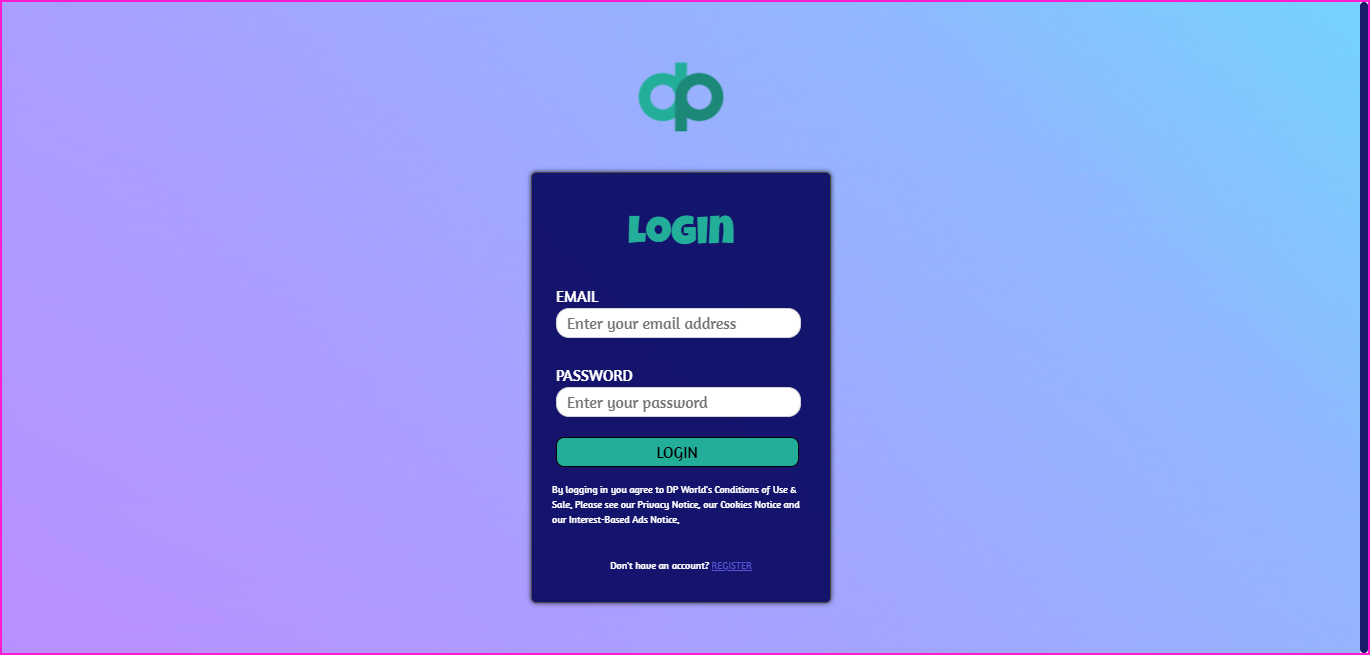 dp
LOGIN
EMAIL
Enter your email address
PASSWORD
Enter your password
LOGIN
By logging in you agree to DP World's Conditions of Use &
Sale. Please see our Privacy Notice, our Cookies Notice and
our Interest-Based Ads Notice.
Don't have an account? REGISTER